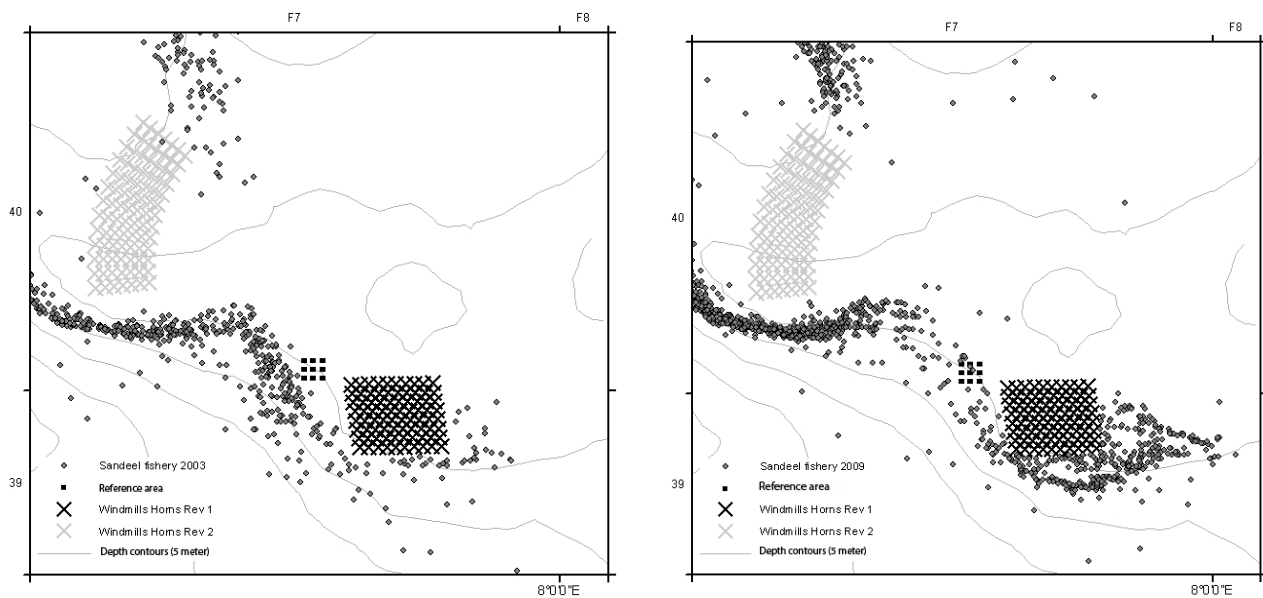 F7
F8
40
39
Sandeel fishery 2003
Reference area
Windmills Horns Rev 1
Windmills Horns Rev 2
Depth contours (5 meter)
8°0'0"E
F7
F8
40
39
Sandeel fishery 2009
Reference area
Windmills Horns Rev 1
Windmills Horns Rev 2
Depth contours (5 meter)
8°0'0"E